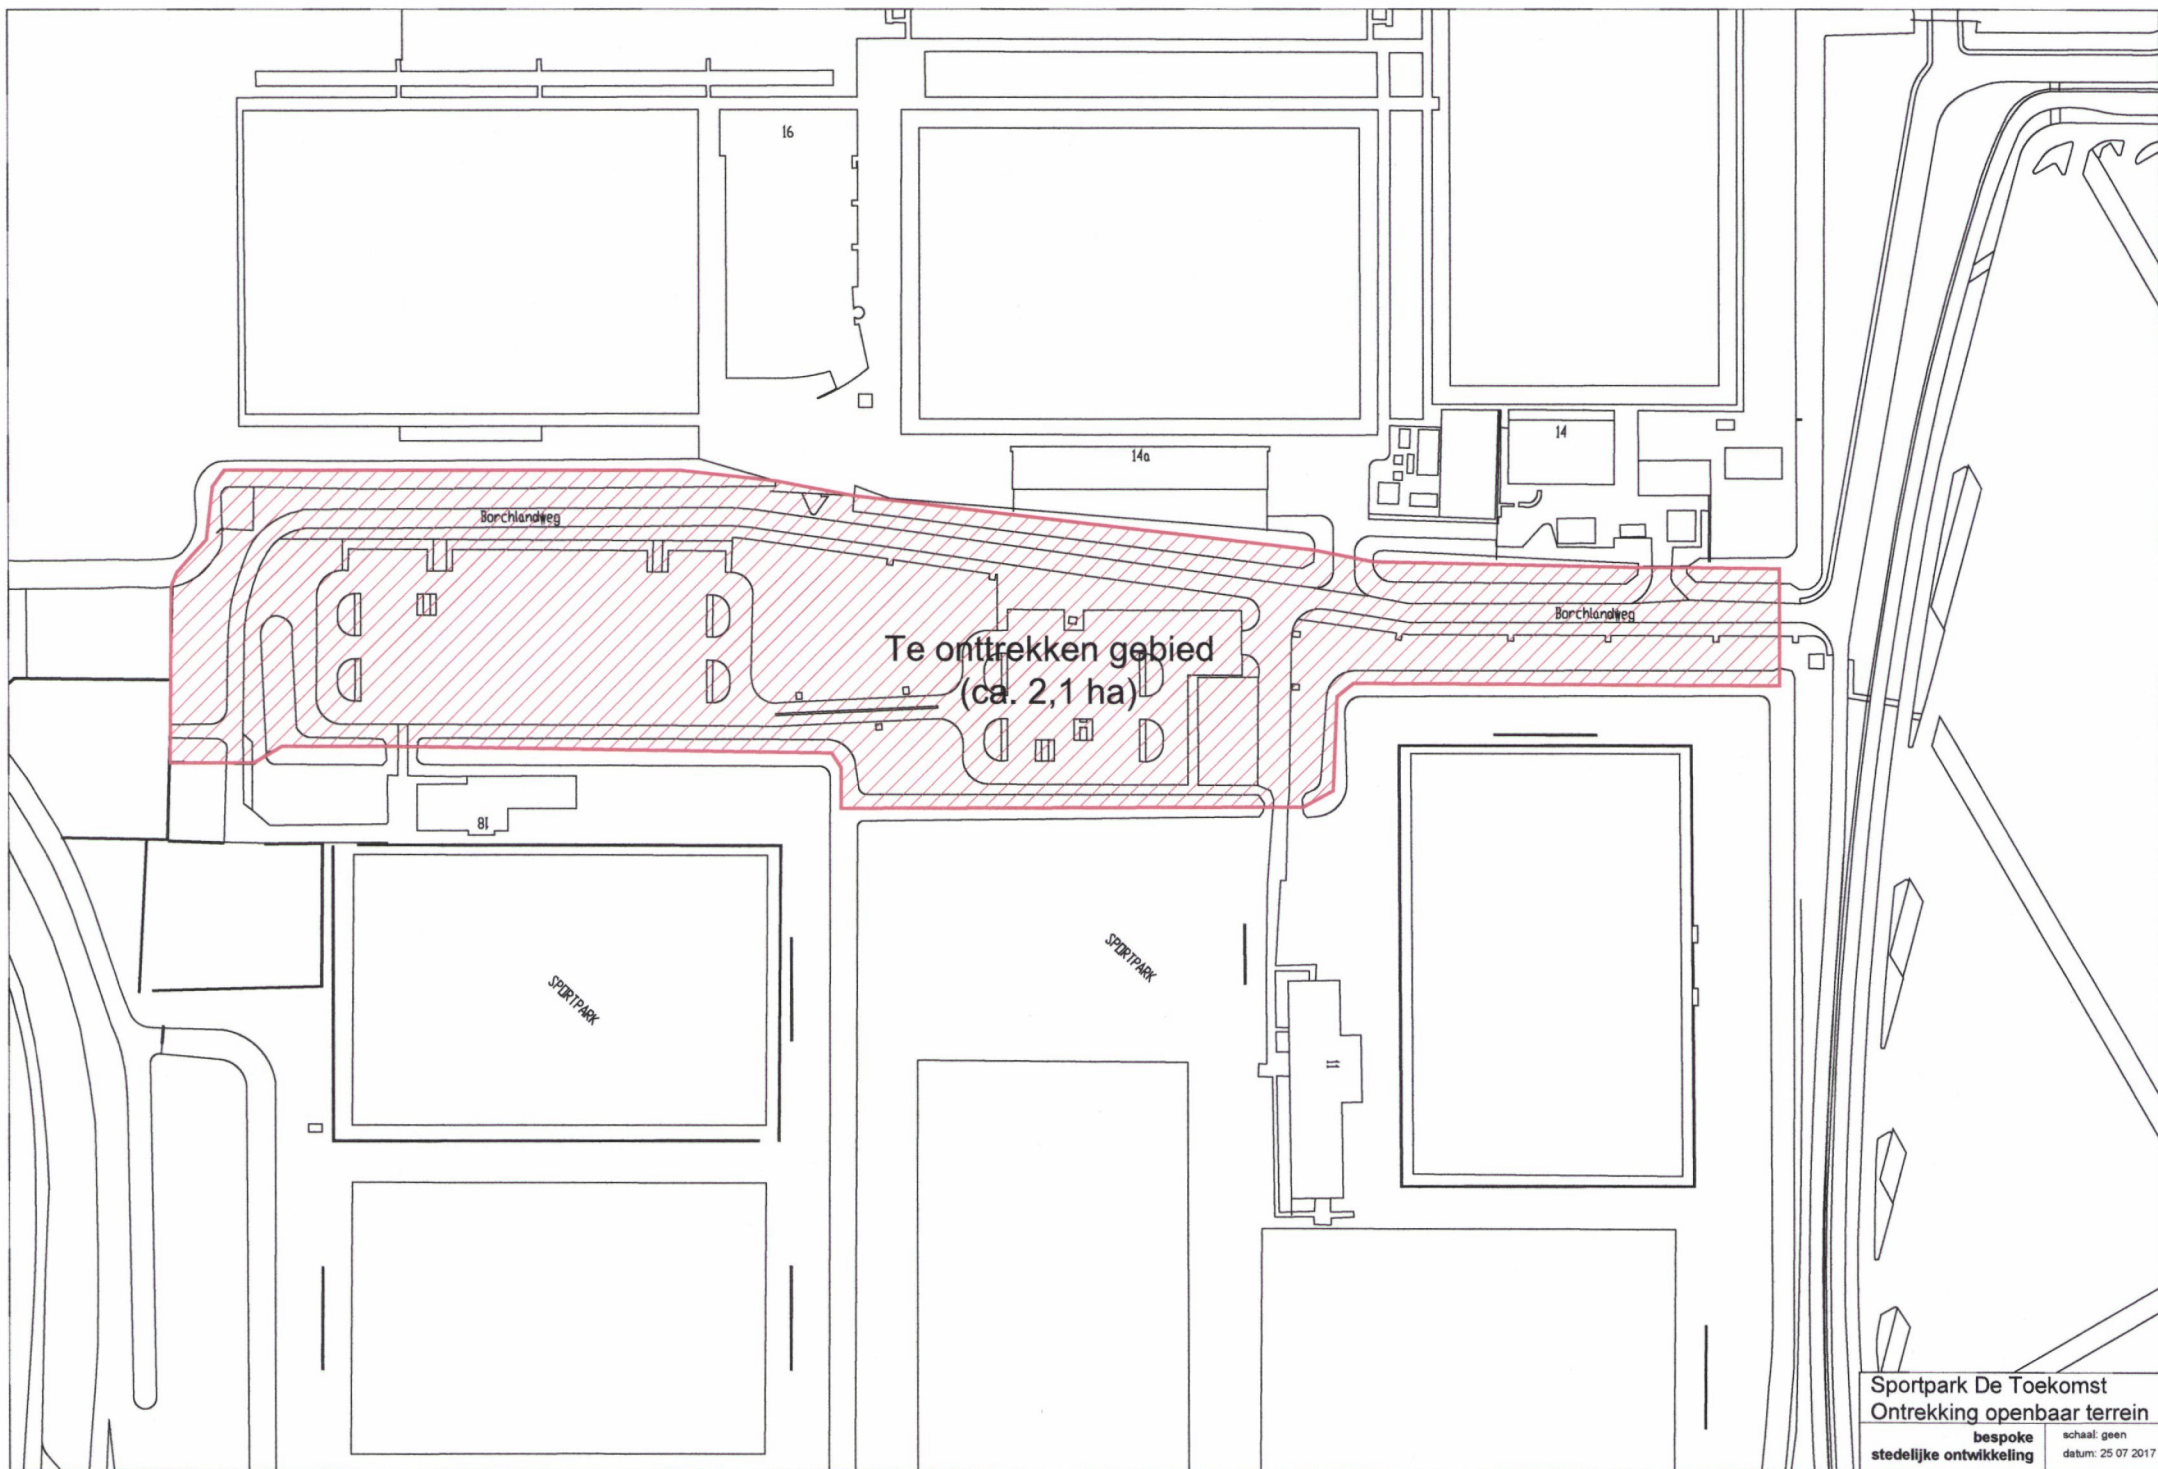 16
14
14a
Borchlandweg
Borchlandweg
Te onttrekken gebied
(ca. 2,1 ha)
18
SPORTPARK
SPORTPARK
11
Sportpark De Toekomst
Ontrekking openbaar terrein
bespoke
stedelijke ontwikkeling
schaal: geen
datum: 25 07 2017